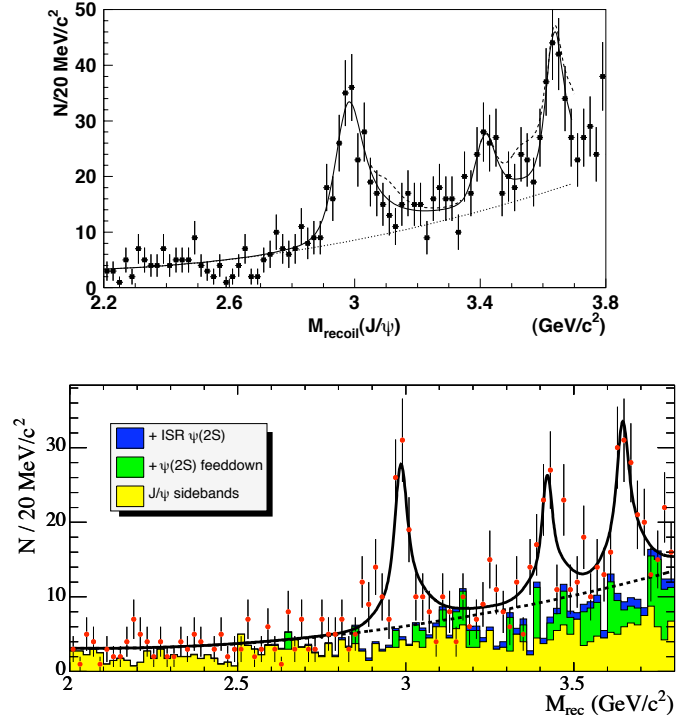 N/20 MeV/c²
50
40
30
20
10
0
2.2 2.6 3 3.4 3.8
M_recoil(J/ψ) (GeV/c²)
N / 20 MeV/c²
30
20
10
0
+ ISR ψ(2S)
+ ψ(2S) feeddown
J/ψ sidebands
2 2.5 3 3.5
M_rec (GeV/c²)